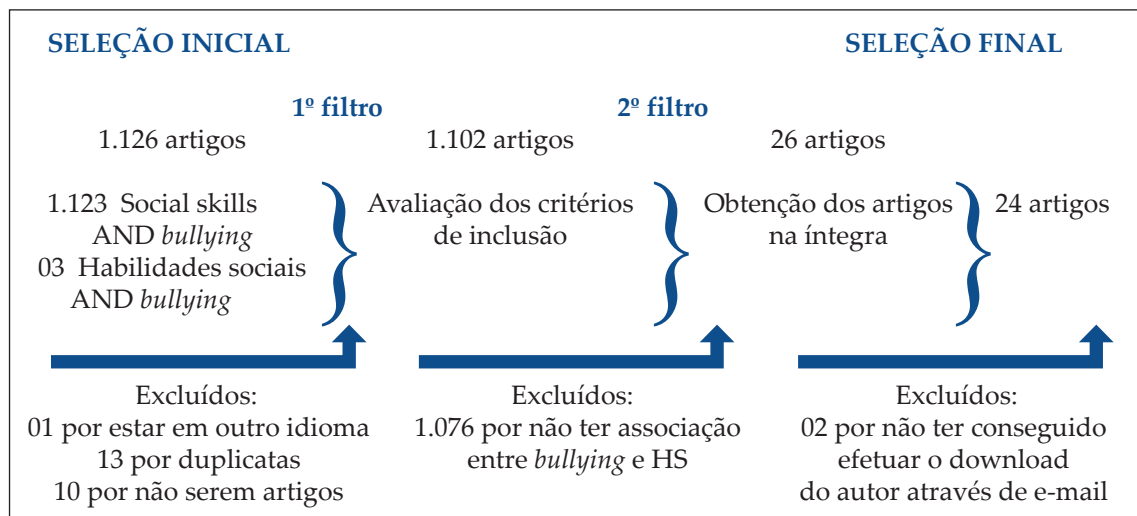 SELEÇÃO INICIAL
SELEÇÃO FINAL
1º filtro
2º filtro
1.126 artigos
1.102 artigos
26 artigos
1.123 Social skills
AND bullying
03 Habilidades sociais
AND bullying
Avaliação dos critérios
de inclusão
Obtenção dos artigos
na íntegra
24 artigos
Excluídos:
01 por estar em outro idioma
13 por duplicatas
10 por não serem artigos
Excluídos:
1.076 por não ter associação
entre bullying e HS
Excluídos:
02 por não ter conseguido
efetuar o download
do autor através de e-mail